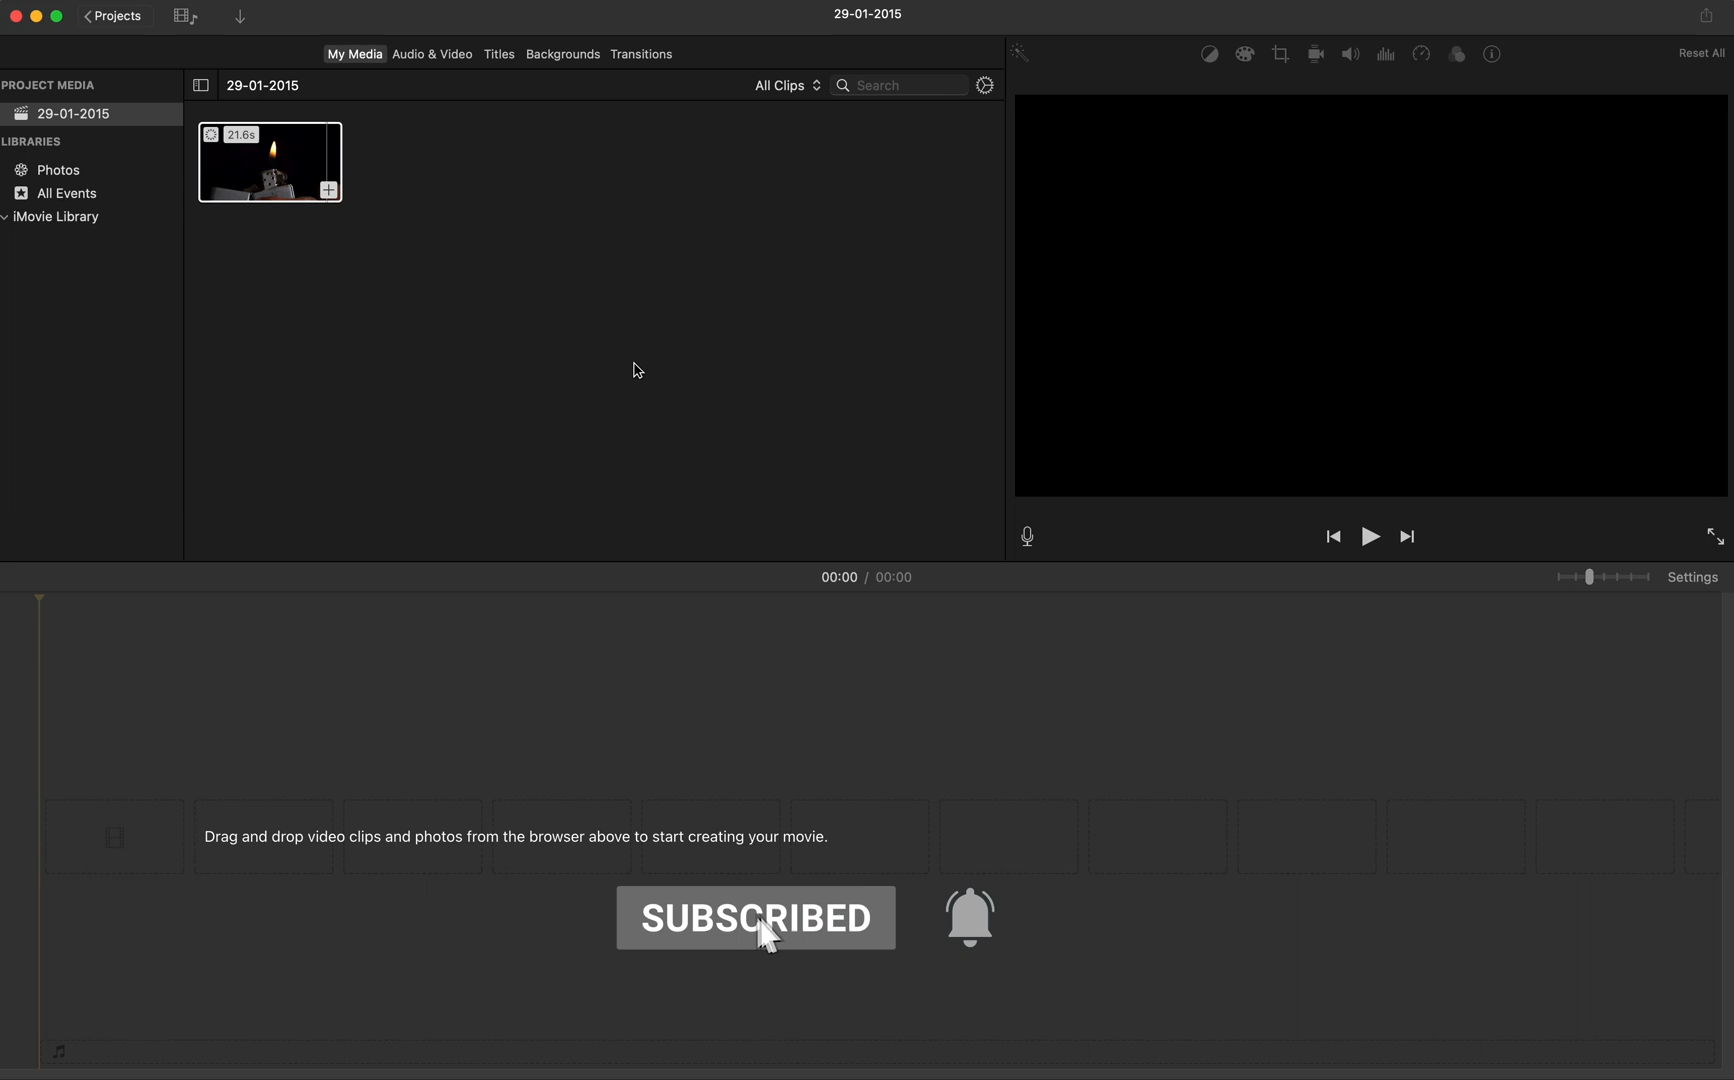 Projects
29-01-2015
My Media Audio & Video Titles Backgrounds Transitions
Reset All
PROJECT MEDIA
29-01-2015
All Clips
Search
29-01-2015
21.6s
LIBRARIES
Photos
All Events
iMovie Library
00:00 / 00:00
Settings
Drag and drop video clips and photos from the browser above to start creating your movie.
SUBSCRIBED